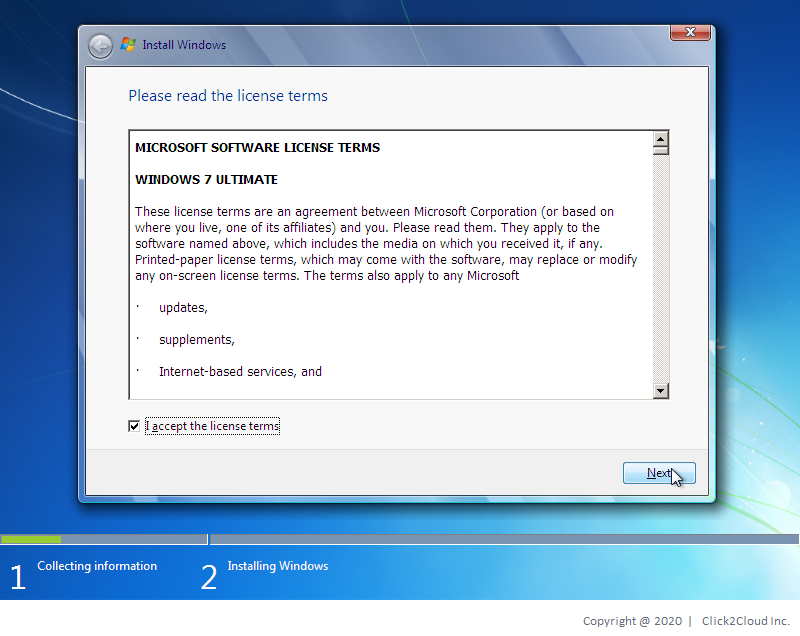 Install Windows
Please read the license terms
MICROSOFT SOFTWARE LICENSE TERMS
WINDOWS 7 ULTIMATE
These license terms are an agreement between Microsoft Corporation (or based on
where you live, one of its affiliates) and you. Please read them. They apply to the
software named above, which includes the media on which you received it, if any.
Printed-paper license terms, which may come with the software, may replace or modify
any on-screen license terms. The terms also apply to any Microsoft
· updates,
· supplements,
· Internet-based services, and
I accept the license terms
Next
1 Collecting information
2 Installing Windows
Copyright @ 2020 | Click2Cloud Inc.